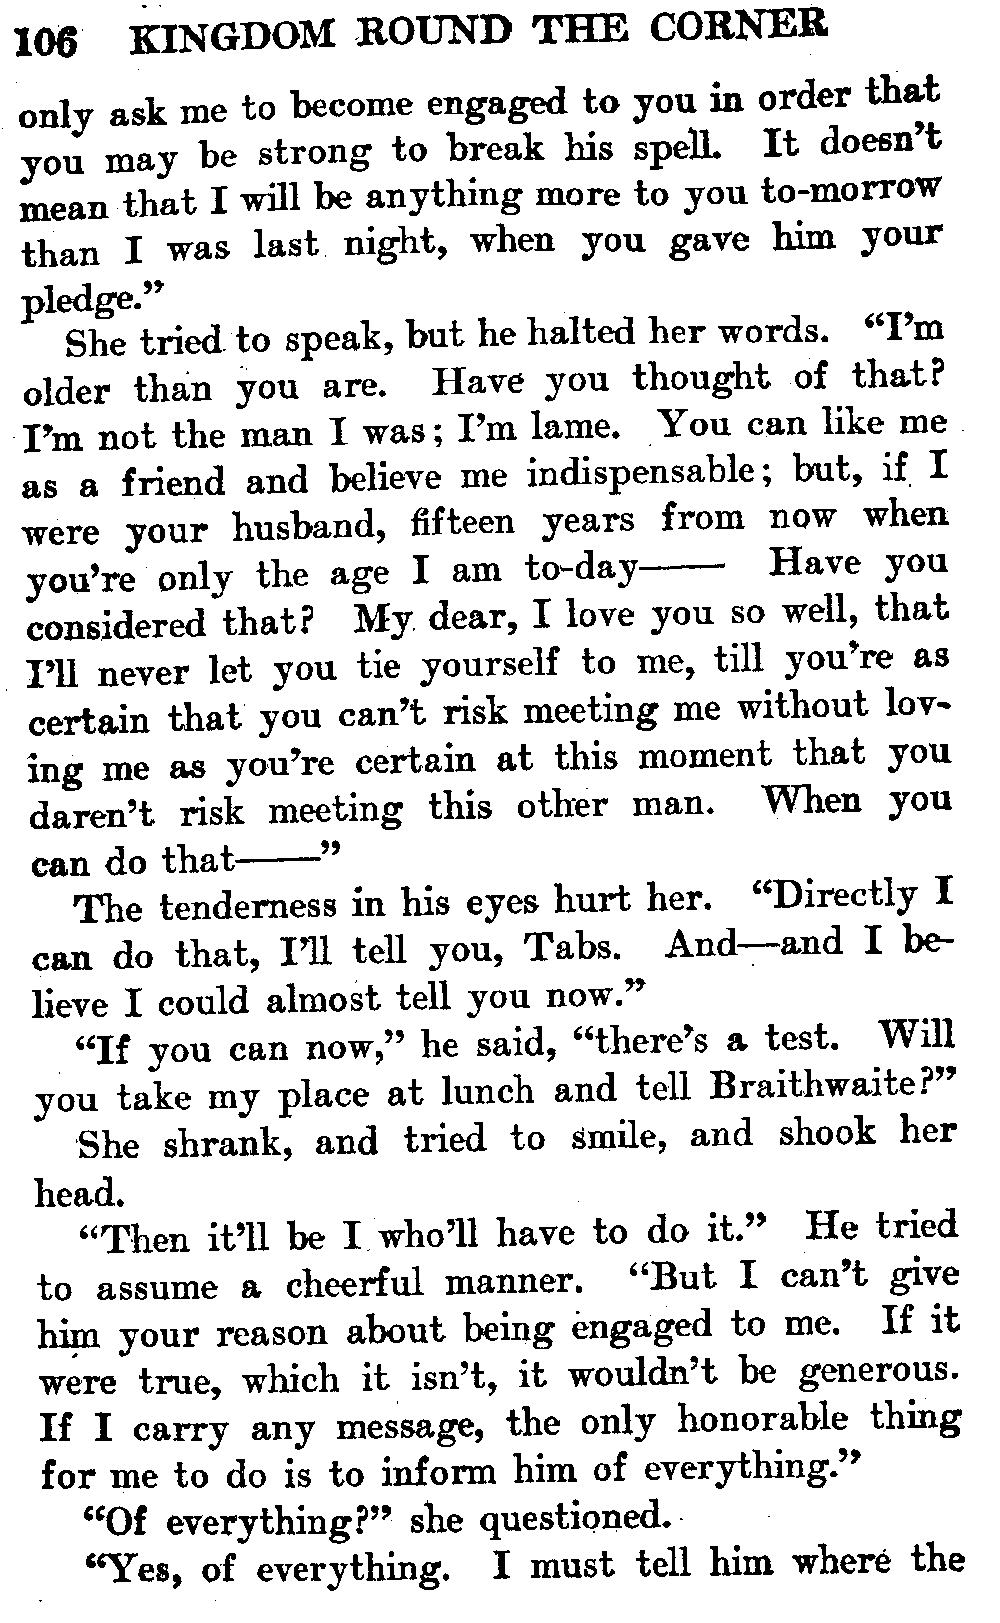 106 KINGDOM ROUND THE CORNER
only ask me to become engaged to you in order that
you may be strong to break his spell. It doesn't
mean that I will be anything more to you to-morrow
than I was last night, when you gave him your
pledge."
She tried to speak, but he halted her words. "I'm
older than you are. Have you thought of that?
I'm not the man I was; I'm lame. You can like me
as a friend and believe me indispensable; but, if I
were your husband, fifteen years from now when
you're only the age I am to-day—— Have you
considered that? My dear, I love you so well, that
I'll never let you tie yourself to me, till you're as
certain that you can't risk meeting me without lov-
ing me as you're certain at this moment that you
daren't risk meeting this other man. When you
can do that——"
The tenderness in his eyes hurt her. "Directly I
can do that, I'll tell you, Tabs. And—and I be-
lieve I could almost tell you now."
"If you can now," he said, "there's a test. Will
you take my place at lunch and tell Braithwaite?"
She shrank, and tried to smile, and shook her
head.
"Then it'll be I who'll have to do it." He tried
to assume a cheerful manner. "But I can't give
him your reason about being engaged to me. If it
were true, which it isn't, it wouldn't be generous.
If I carry any message, the only honorable thing
for me to do is to inform him of everything."
"Of everything?" she questioned.
"Yes, of everything. I must tell him where the